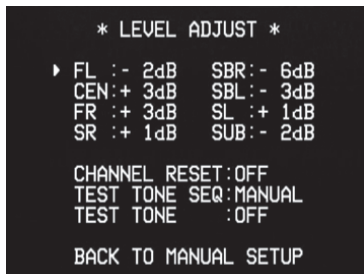 * LEVEL ADJUST *
FL :- 2dB SBR:- 6dB
CEN:+ 3dB SBL:- 3dB
FR :+ 3dB SL :+ 1dB
SR :+ 1dB SUB:- 2dB
CHANNEL RESET:OFF
TEST TONE SEQ:MANUAL
TEST TONE :OFF
BACK TO MANUAL SETUP